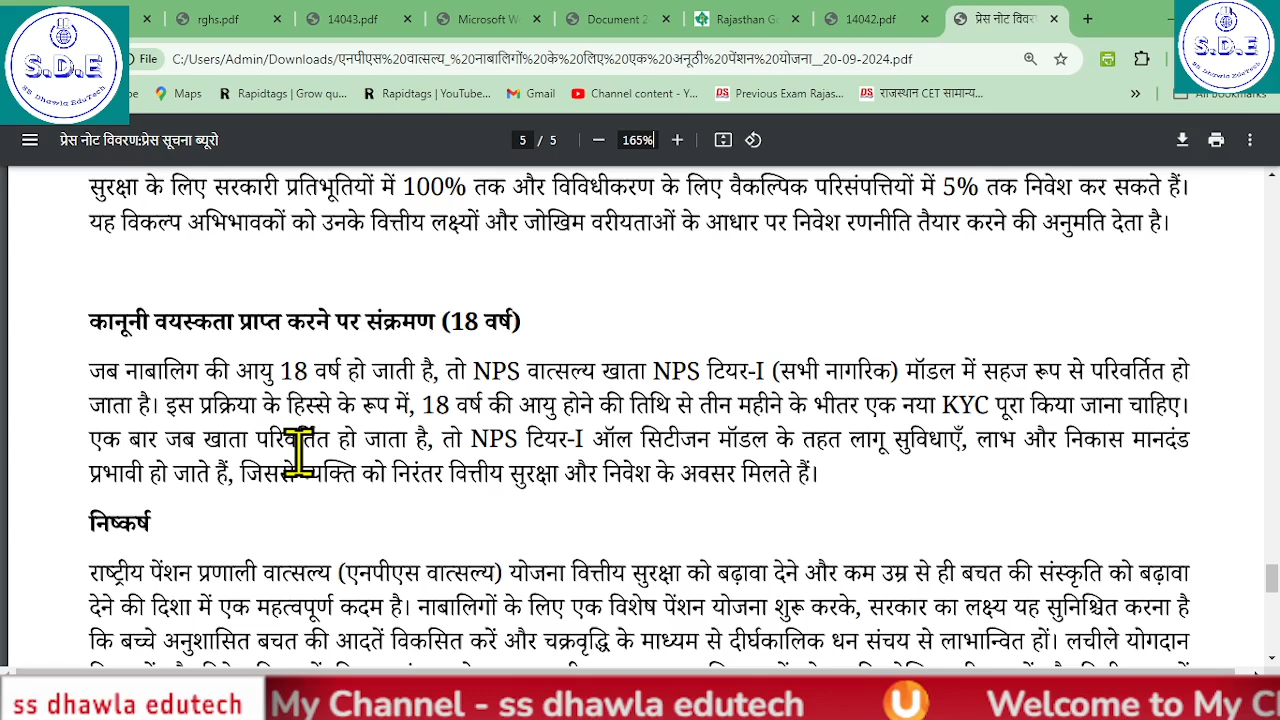 rghs.pdf
14043.pdf
Microsoft W
Document 2
Rajasthan Go
14042.pdf
प्रेस नोट विवर
File
C:/Users/Admin/Downloads/एनपीएस%20वात्सल्य_%20नाबालिगों%20के%20लिए%20एक%20अनूठी%20पेंशन%20योजना__20-09-2024.pdf
S.D.E
SS Dhawla EduTech
S.D.E
SS Dhawla EduTech
Maps
Rapidtags | Grow qu...
Rapidtags | YouTube...
Gmail
Channel content - Y...
Previous Exam Rajas...
राजस्थान CET सामान्य...
All Bookmarks
प्रेस नोट विवरण:प्रेस सूचना ब्यूरो
5 / 5
165%
सुरक्षा के लिए सरकारी प्रतिभूतियों में 100% तक और विविधीकरण के लिए वैकल्पिक परिसंपत्तियों में 5% तक निवेश कर सकते हैं।
यह विकल्प अभिभावकों को उनके वित्तीय लक्ष्यों और जोखिम वरीयताओं के आधार पर निवेश रणनीति तैयार करने की अनुमति देता है।
कानूनी वयस्कता प्राप्त करने पर संक्रमण (18 वर्ष)
जब नाबालिग की आयु 18 वर्ष हो जाती है, तो NPS वात्सल्य खाता NPS टियर-I (सभी नागरिक) मॉडल में सहज रूप से परिवर्तित हो
जाता है। इस प्रक्रिया के हिस्से के रूप में, 18 वर्ष की आयु होने की तिथि से तीन महीने के भीतर एक नया KYC पूरा किया जाना चाहिए।
एक बार जब खाता परिवर्तित हो जाता है, तो NPS टियर-I ऑल सिटीजन मॉडल के तहत लागू सुविधाएँ, लाभ और निकास मानदंड
प्रभावी हो जाते हैं, जिससे व्यक्ति को निरंतर वित्तीय सुरक्षा और निवेश के अवसर मिलते हैं।
निष्कर्ष
राष्ट्रीय पेंशन प्रणाली वात्सल्य (एनपीएस वात्सल्य) योजना वित्तीय सुरक्षा को बढ़ावा देने और कम उम्र से ही बचत की संस्कृति को बढ़ावा
देने की दिशा में एक महत्वपूर्ण कदम है। नाबालिगों के लिए एक विशेष पेंशन योजना शुरू करके, सरकार का लक्ष्य यह सुनिश्चित करना है
कि बच्चे अनुशासित बचत की आदतें विकसित करें और चक्रवृद्धि के माध्यम से दीर्घकालिक धन संचय से लाभान्वित हों। लचीले योगदान
ss dhawla edutech
My Channel - ss dhawla edutech
Welcome to My C